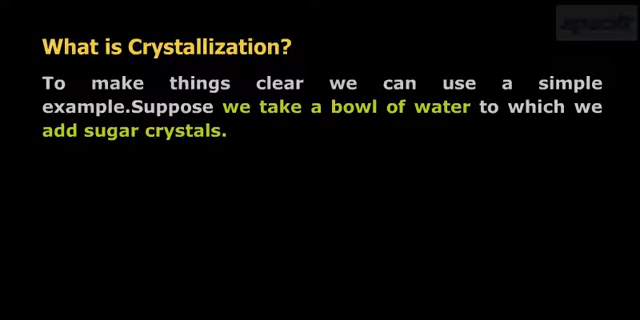 What is Crystallization?
To make things clear we can use a simple
example.Suppose we take a bowl of water to which we
add sugar crystals.